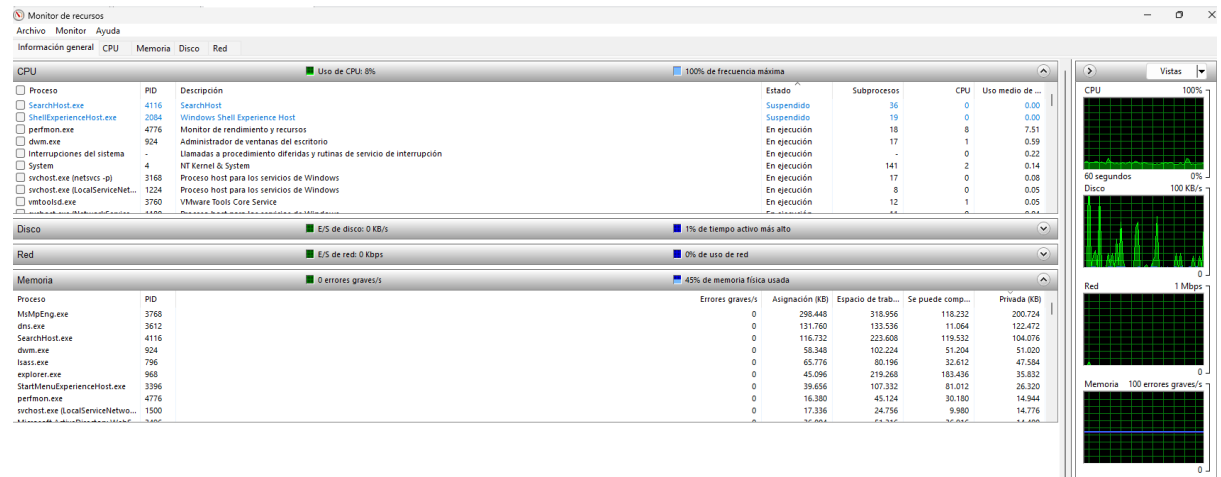 Monitor de recursos
Archivo Monitor Ayuda
Información general CPU Memoria Disco Red
CPU Uso de CPU: 8% 100% de frecuencia máxima
Proceso PID Descripción Estado Subprocesos CPU Uso medio de ...
SearchHost.exe 4116 SearchHost Suspendido 36 0 0.00
ShellExperienceHost.exe 2084 Windows Shell Experience Host Suspendido 19 0 0.00
perfmon.exe 4776 Monitor de rendimiento y recursos En ejecución 18 8 7.51
dwm.exe 924 Administrador de ventanas del escritorio En ejecución 17 1 0.59
Interrupciones del sistema - Llamadas a procedimiento diferidas y rutinas de servicio de interrupción En ejecución - 0 0.22
System 4 NT Kernel & System En ejecución 141 2 0.14
svchost.exe (netsvcs -p) 3168 Proceso host para los servicios de Windows En ejecución 17 0 0.08
svchost.exe (LocalServiceNet... 1224 Proceso host para los servicios de Windows En ejecución 8 0 0.05
vmtoolsd.exe 3760 VMware Tools Core Service En ejecución 12 1 0.05
Disco E/S de disco: 0 KB/s 1% de tiempo activo más alto
Red E/S de red: 0 Kbps 0% de uso de red
Memoria 0 errores graves/s 45% de memoria física usada
Proceso PID Errores graves/s Asignación (KB) Espacio de trab... Se puede comp... Privada (KB)
MsMpEng.exe 3768 0 298.448 318.956 118.232 200.724
dns.exe 3612 0 131.760 133.536 11.064 122.472
SearchHost.exe 4116 0 116.732 223.608 119.532 104.076
dwm.exe 924 0 58.348 102.224 51.204 51.020
lsass.exe 796 0 65.776 80.196 32.612 47.584
explorer.exe 968 0 45.096 219.268 183.436 35.832
StartMenuExperienceHost.exe 3396 0 39.656 107.332 81.012 26.320
perfmon.exe 4776 0 16.380 45.124 30.180 14.944
svchost.exe (LocalServiceNetwo... 1500 0 17.336 24.756 9.980 14.776
Vistas
CPU 100%
60 segundos 0%
Disco 100 KB/s
0
Red 1 Mbps
0
Memoria 100 errores graves/s
0